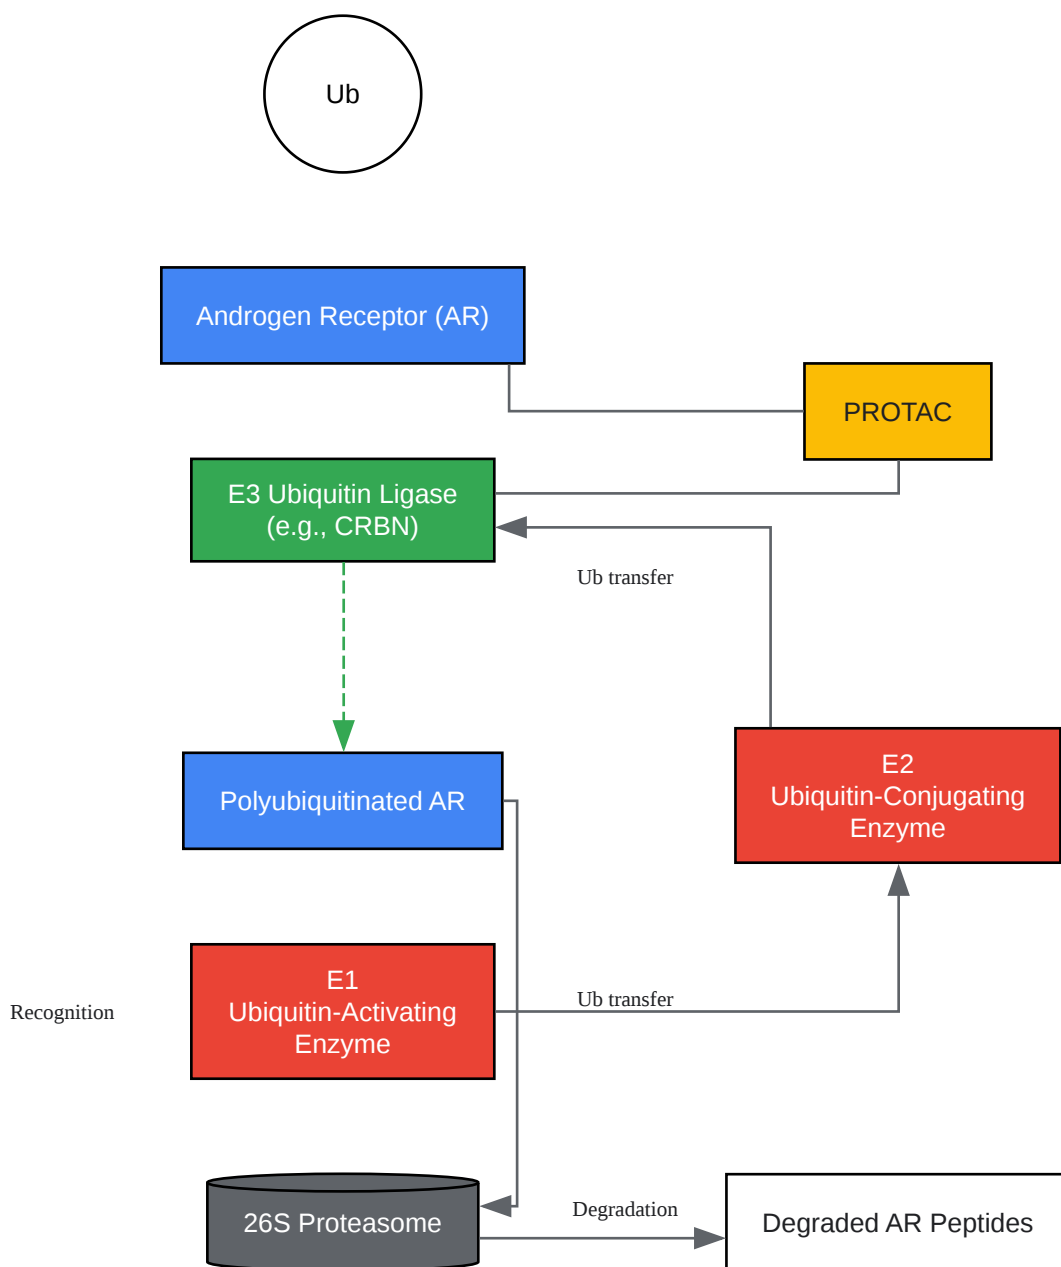 Ub
Androgen Receptor (AR)
PROTAC
E3 Ubiquitin Ligase
(e.g., CRBN)
Ub transfer
E2
Ubiquitin-Conjugating
Enzyme
Polyubiquitinated AR
E1
Ubiquitin-Activating
Enzyme
Ub transfer
Recognition
26S Proteasome
Degradation
Degraded AR Peptides